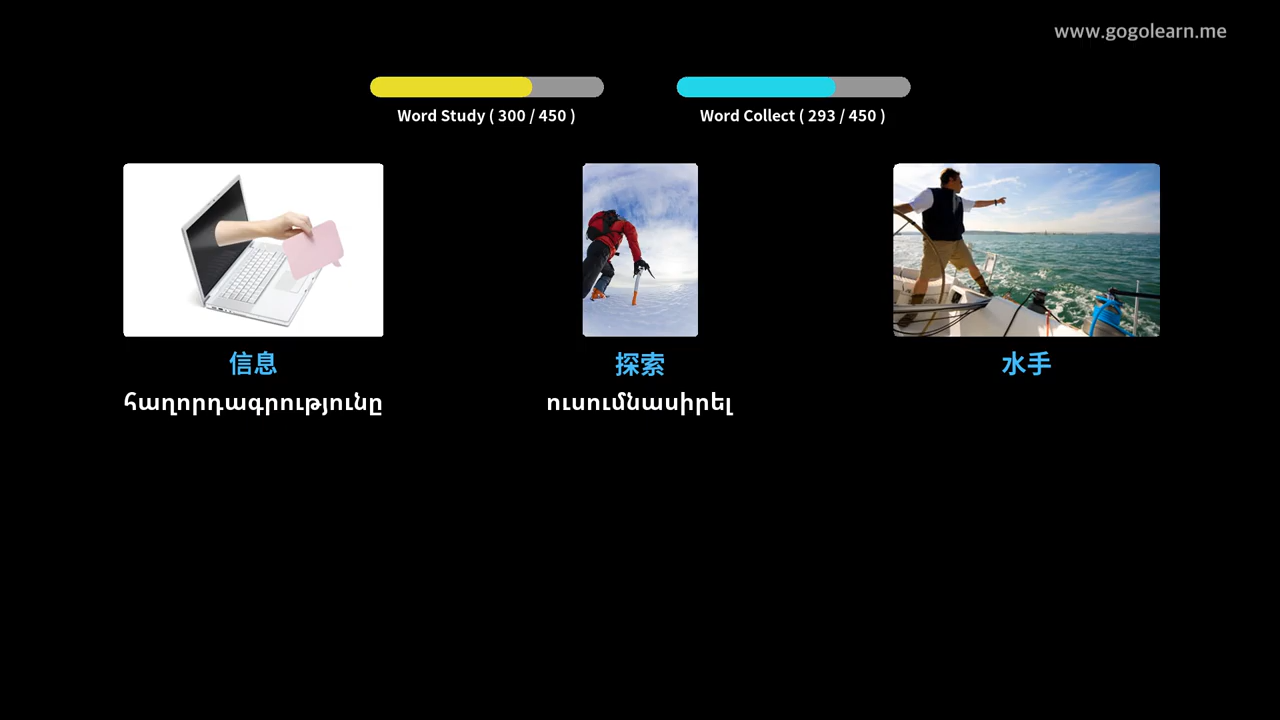 www.gogolearn.me
Word Study ( 300 / 450 )
Word Collect ( 293 / 450 )
信息
探索
水手
հաղորդագրությունը
ուսումնասիրել